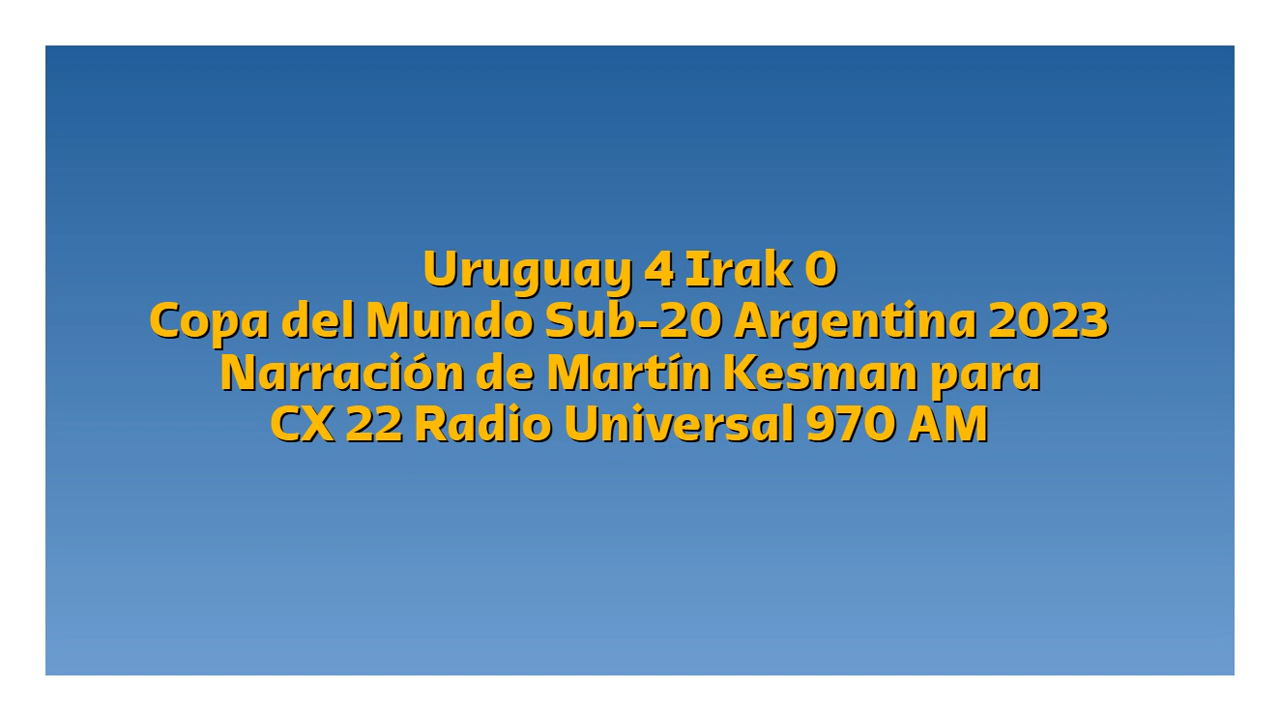 Uruguay 4 Irak 0
Copa del Mundo Sub-20 Argentina 2023
Narración de Martín Kesman para
CX 22 Radio Universal 970 AM